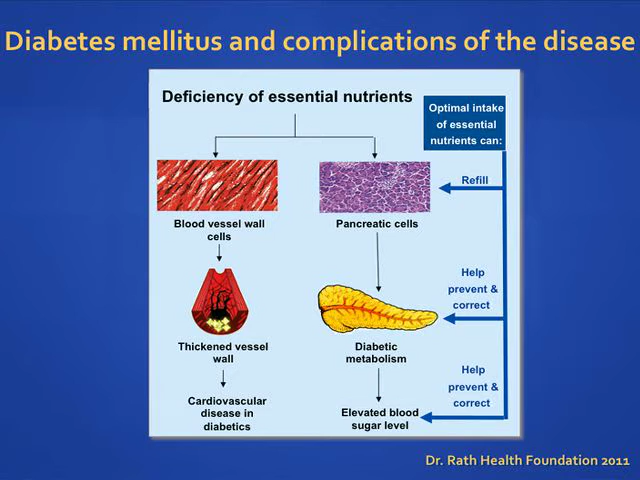 Diabetes mellitus and complications of the disease
Deficiency of essential nutrients
Optimal intake
of essential
nutrients can:
Refill
Blood vessel wall
cells
Pancreatic cells
Help
prevent &
correct
Thickened vessel
wall
Diabetic
metabolism
Help
prevent &
correct
Cardiovascular
disease in
diabetics
Elevated blood
sugar level
Dr. Rath Health Foundation 2011